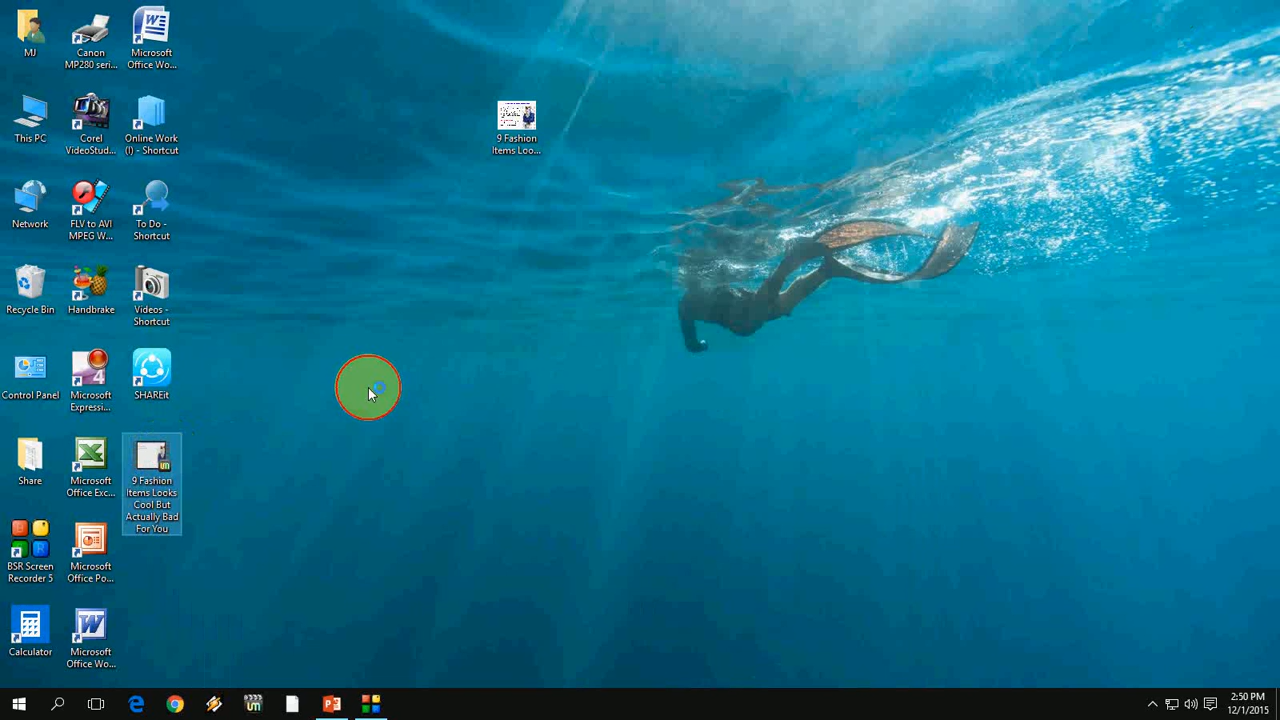 MJ
Canon
MP280 seri...
Microsoft
Office Wo...
This PC
Corel
VideoStud...
Online Work
(I) - Shortcut
9 Fashion
Items Loo...
Network
FLV to AVI
MPEG W...
To Do -
Shortcut
Recycle Bin
Handbrake
Videos -
Shortcut
Control Panel
Microsoft
Expressi...
SHAREit
Share
Microsoft
Office Exc...
9 Fashion
Items Looks
Cool But
Actually Bad
For You
BSR Screen
Recorder 5
Microsoft
Office Po...
Calculator
Microsoft
Office Wo...
2:50 PM
12/1/2015